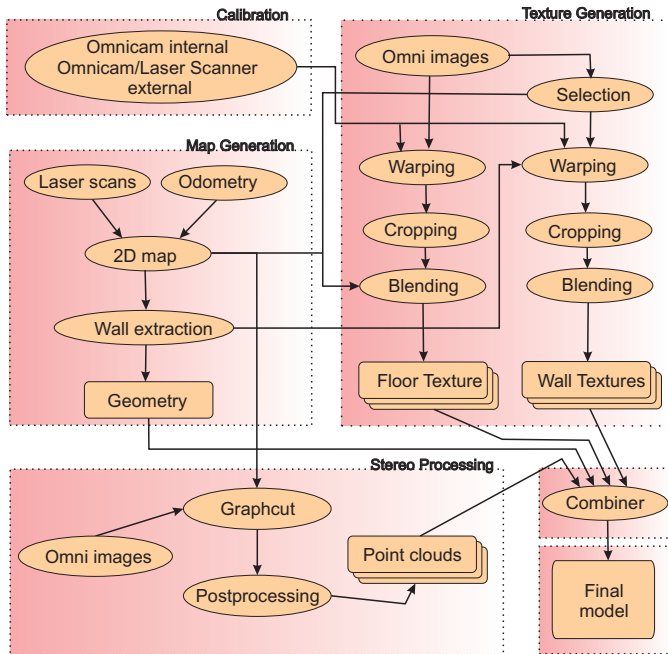 Calibration
Omnicam internal
Omnicam/Laser Scanner
external
Texture Generation
Omni images
Selection
Warping
Warping
Cropping
Cropping
Blending
Blending
Floor Texture
Wall Textures
Map Generation
Laser scans
Odometry
2D map
Wall extraction
Geometry
Stereo Processing
Graphcut
Omni images
Postprocessing
Point clouds
Combiner
Final
model